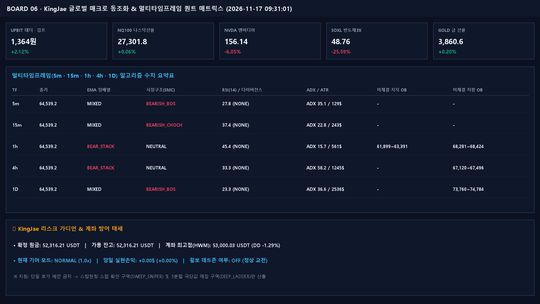 BOARD 06 · KingJae 글로벌 매크로 동조화 & 멀티타임프레임 퀀트 매트릭스 (2026-11-17 09:31:01)
UPBIT 테더
1,364원
+2.12%
NQ100 나스닥선물
27,301.8
+0.06%
NVDA 엔비디아
156.14
-6.05%
SOXL 반도체3X
48.76
-25.59%
GOLD 금 선물
3,860.6
+0.20%
멀티타임프레임(5m · 15m · 1h · 4h · 1D) 알고리즘 수치 요약표
TF 종가 EMA 정배열 시장구조(SMC) RSI(14) / 다이버전스 ADX / ATR 미체결 지지 OB 미체결 저항 OB
5m 64,539.2 MIXED BEARISH_BOS 27.8 (NONE) ADX 35.1 / 129$ - -
15m 64,539.2 MIXED BEARISH_CHOCH 37.4 (NONE) ADX 22.8 / 243$ - -
1h 64,539.2 BEAR_STACK NEUTRAL 45.4 (NONE) ADX 15.7 / 561$ 61,899~63,391 68,281~68,424
4h 64,539.2 BEAR_STACK NEUTRAL 33.3 (NONE) ADX 58.2 / 1245$ - 67,120~68,496
1D 64,539.2 MIXED BEARISH_BOS 23.3 (NONE) ADX 36.6 / 2536$ - 73,760~74,784
KingJae 리스크 가디언 & 계좌 방어 태세
• 확정 원금: 52,316.21 USDT | 가용 잔고: 52,316.21 USDT | 계좌 최고점(HWM): 53,000.03 USDT (DD -1.29%)
• 현재 기어 모드: NORMAL (1.0x) | 당일 실현손익: +0.00$ (+0.00%) | 휩보 데드존 여부: OFF (정상 교전)